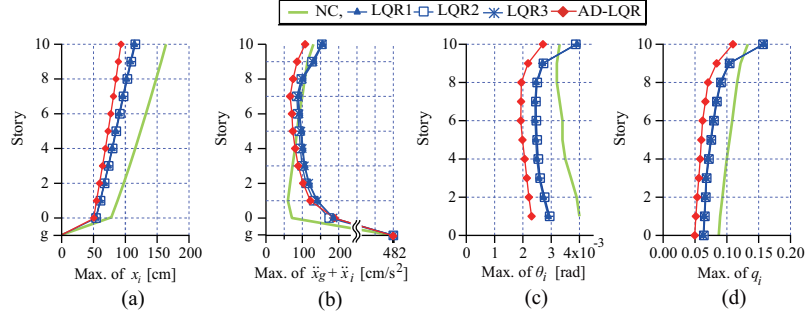 NC, LQR1 LQR2 LQR3 AD-LQR
10
8
6
4
2
0
g
Story
0 50 100 150 200
Max. of xᵢ [cm]
(a)
10
8
6
4
2
0
g
Story
0 100 200 482
Max. of ẍg + ẍᵢ [cm/s²]
(b)
10
8
6
4
2
0
Story
0 1 2 3 4x10⁻³
Max. of θᵢ [rad]
(c)
10
8
6
4
2
0
Story
0.00 0.05 0.10 0.15 0.20
Max. of qᵢ
(d)